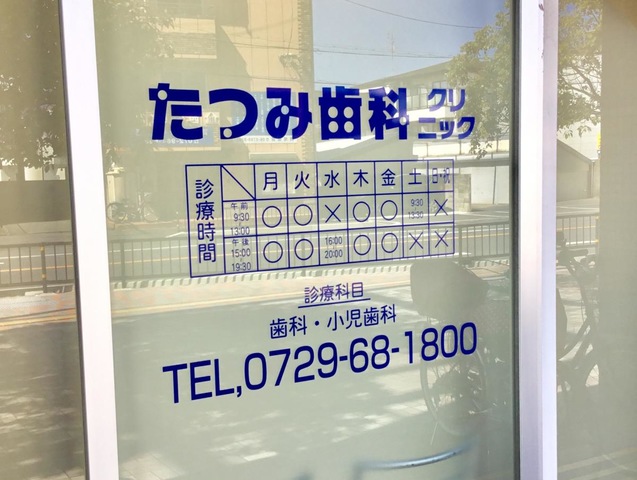 たつみ歯科クリニック
診療時間 月 火 水 木 金 土 日・祝
午前 9:30 13:00 ○ ○ × ○ ○ 9:30 13:30 ×
午後 15:00 19:30 ○ ○ 16:00 20:00 ○ ○ × ×
診療科目
歯科・小児歯科
TEL,0729-68-1800